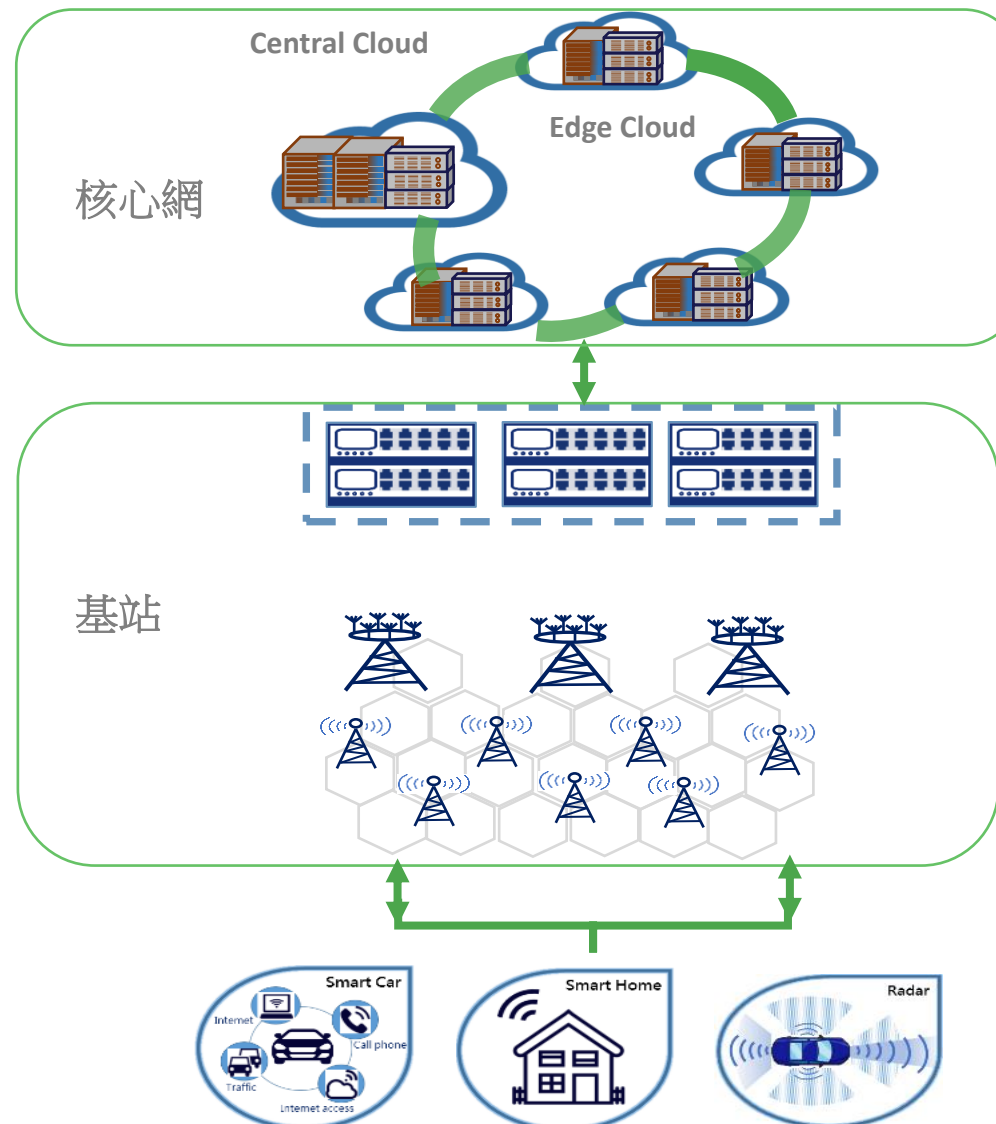 Central Cloud
Edge Cloud
核心網
基站
Smart Car
Internet
Call phone
Traffic
Internet access
Smart Home
Radar